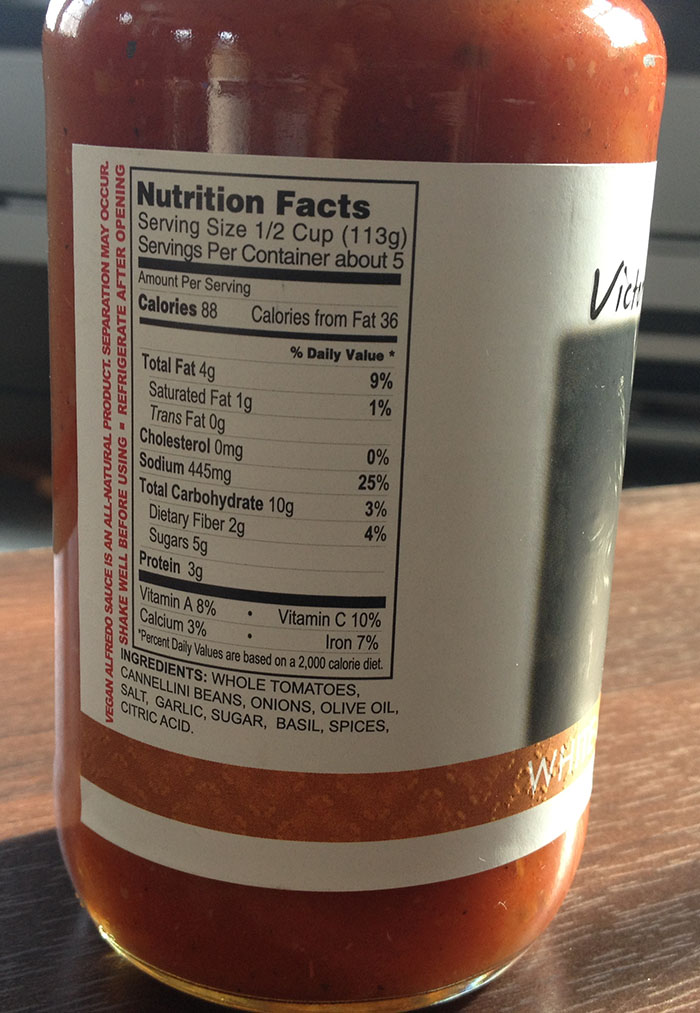 VEGAN ALFREDO SAUCE IS AN ALL-NATURAL PRODUCT. SEPARATION MAY OCCUR.
SHAKE WELL BEFORE USING ▪ REFRIGERATE AFTER OPENING
Nutrition Facts
Serving Size 1/2 Cup (113g)
Servings Per Container about 5
Amount Per Serving
Calories 88 Calories from Fat 36
% Daily Value *
Total Fat 4g 9%
Saturated Fat 1g 1%
Trans Fat 0g
Cholesterol 0mg 0%
Sodium 445mg 25%
Total Carbohydrate 10g 3%
Dietary Fiber 2g 4%
Sugars 5g
Protein 3g
Vitamin A 8% • Vitamin C 10%
Calcium 3% • Iron 7%
*Percent Daily Values are based on a 2,000 calorie diet.
INGREDIENTS: WHOLE TOMATOES,
CANNELLINI BEANS, ONIONS, OLIVE OIL,
SALT, GARLIC, SUGAR, BASIL, SPICES,
CITRIC ACID.